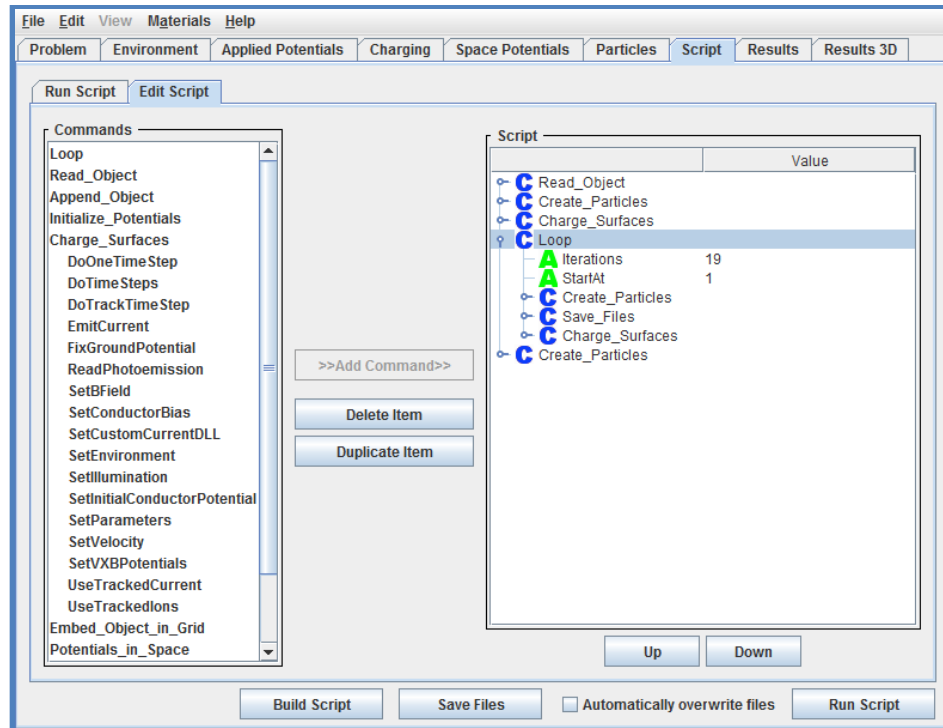 File Edit View Materials Help
Problem Environment Applied Potentials Charging Space Potentials Particles Script Results Results 3D
Run Script Edit Script
Commands
Loop
Read_Object
Append_Object
Initialize_Potentials
Charge_Surfaces
DoOneTimeStep
DoTimeSteps
DoTrackTimeStep
EmitCurrent
FixGroundPotential
ReadPhotoemission
SetBField
SetConductorBias
SetCustomCurrentDLL
SetEnvironment
SetIllumination
SetInitialConductorPotential
SetParameters
SetVelocity
SetVXBPotentials
UseTrackedCurrent
UseTrackedIons
Embed_Object_in_Grid
Potentials_in_Space
>>Add Command>>
Delete Item
Duplicate Item
Script
Value
C Read_Object
C Create_Particles
C Charge_Surfaces
C Loop
A Iterations 19
A StartAt 1
C Create_Particles
C Save_Files
C Charge_Surfaces
C Create_Particles
Up Down
Build Script Save Files Automatically overwrite files Run Script